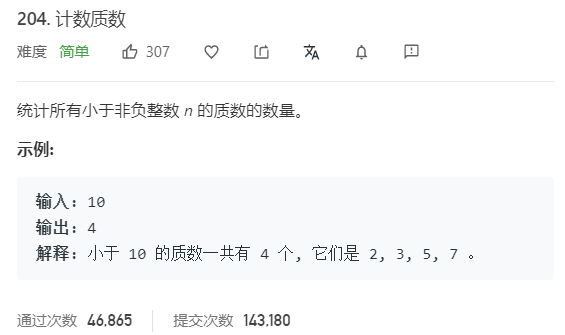 204. 计数质数
难度 简单 307
统计所有小于非负整数 n 的质数的数量。
示例:
输入: 10
输出: 4
解释: 小于 10 的质数一共有 4 个, 它们是 2, 3, 5, 7 。
通过次数 46,865 提交次数 143,180